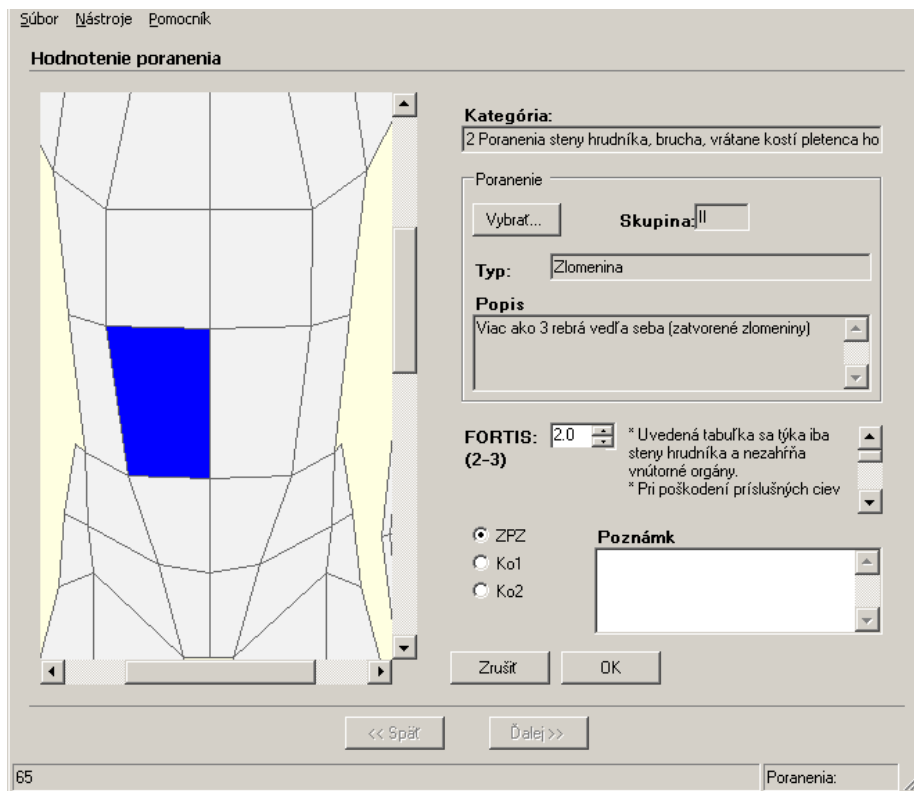 Súbor Nástroje Pomocník
Hodnotenie poranenia
Kategória:
2 Poranenia steny hrudníka, brucha, vrátane kostí pletenca ho
Poranenie
Vybrať... Skupina: II
Typ: Zlomenina
Popis
Viac ako 3 rebrá vedľa seba (zatvorené zlomeniny)
FORTIS: 2.0
(2-3)
* Uvedená tabuľka sa týka iba
steny hrudníka a nezahŕňa
vnútorné orgány.
* Pri poškodení príslušných ciev
ZPZ
Ko1
Ko2
Poznámk
Zrušiť OK
<< Späť Ďalej >>
65 Poranenia: